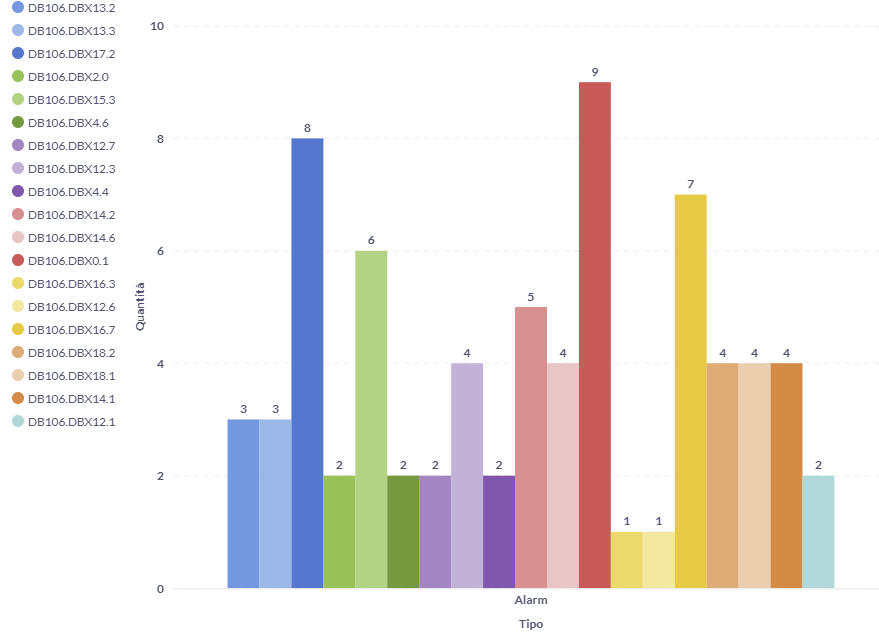 DB106.DBX13.2
DB106.DBX13.3
DB106.DBX17.2
DB106.DBX2.0
DB106.DBX15.3
DB106.DBX4.6
DB106.DBX12.7
DB106.DBX12.3
DB106.DBX4.4
DB106.DBX14.2
DB106.DBX14.6
DB106.DBX0.1
DB106.DBX16.3
DB106.DBX12.6
DB106.DBX16.7
DB106.DBX18.2
DB106.DBX18.1
DB106.DBX14.1
DB106.DBX12.1
Quantità
10
8
6
4
2
0
3
3
8
2
6
2
2
4
2
5
4
9
1
1
7
4
4
4
2
Alarm
Tipo